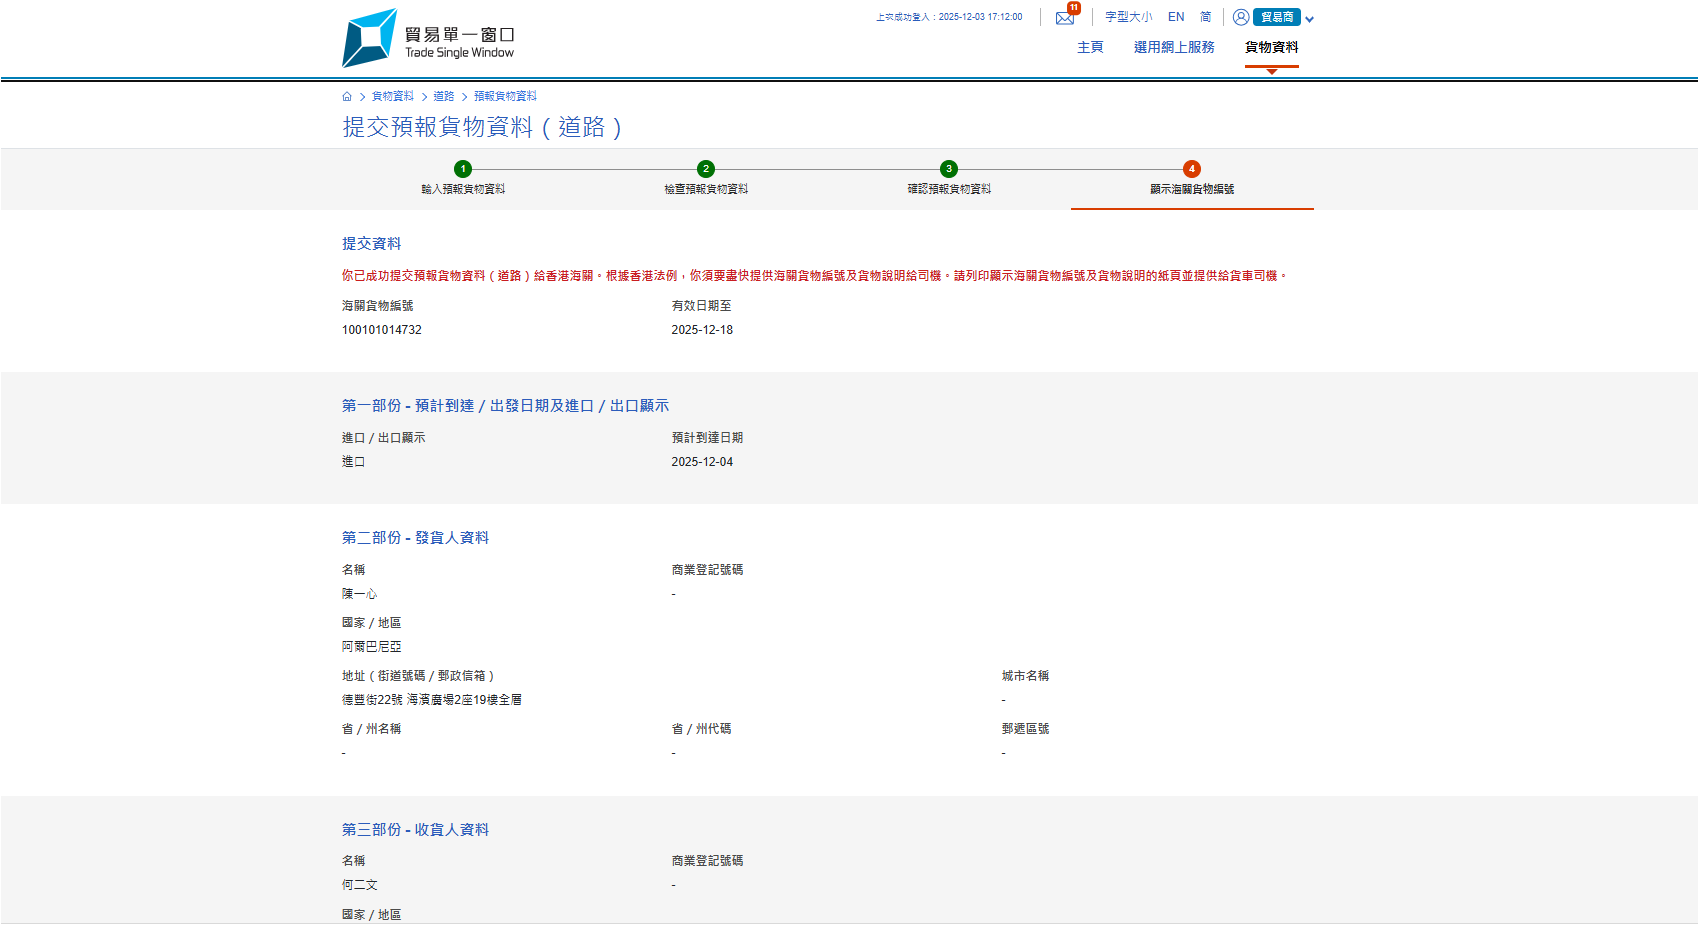 貿易單一窗口
Trade Single Window
上次成功登入：2025-12-03 17:12:00
11
字型大小
EN
简
貿易商
主頁
選用網上服務
貨物資料
貨物資料 > 道路 > 預報貨物資料
提交預報貨物資料 ( 道路 )
1
輸入預報貨物資料
2
檢查預報貨物資料
3
確認預報貨物資料
4
顯示海關貨物編號
提交資料
你已成功提交預報貨物資料 ( 道路 ) 給香港海關。根據香港法例，你須要盡快提供海關貨物編號及貨物說明給司機。請列印顯示海關貨物編號及貨物說明的紙頁並提供給貨車司機。
海關貨物編號
有效日期至
100101014732
2025-12-18
第一部份 - 預計到達 / 出發日期及進口 / 出口顯示
進口 / 出口顯示
預計到達日期
進口
2025-12-04
第二部份 - 發貨人資料
名稱
商業登記號碼
陳一心
-
國家 / 地區
阿爾巴尼亞
地址 ( 街道號碼 / 郵政信箱 )
城市名稱
德豐街22號 海濱廣場2座19樓全層
-
省 / 州名稱
省 / 州代碼
郵遞區號
-
-
-
第三部份 - 收貨人資料
名稱
商業登記號碼
何二文
-
國家 / 地區